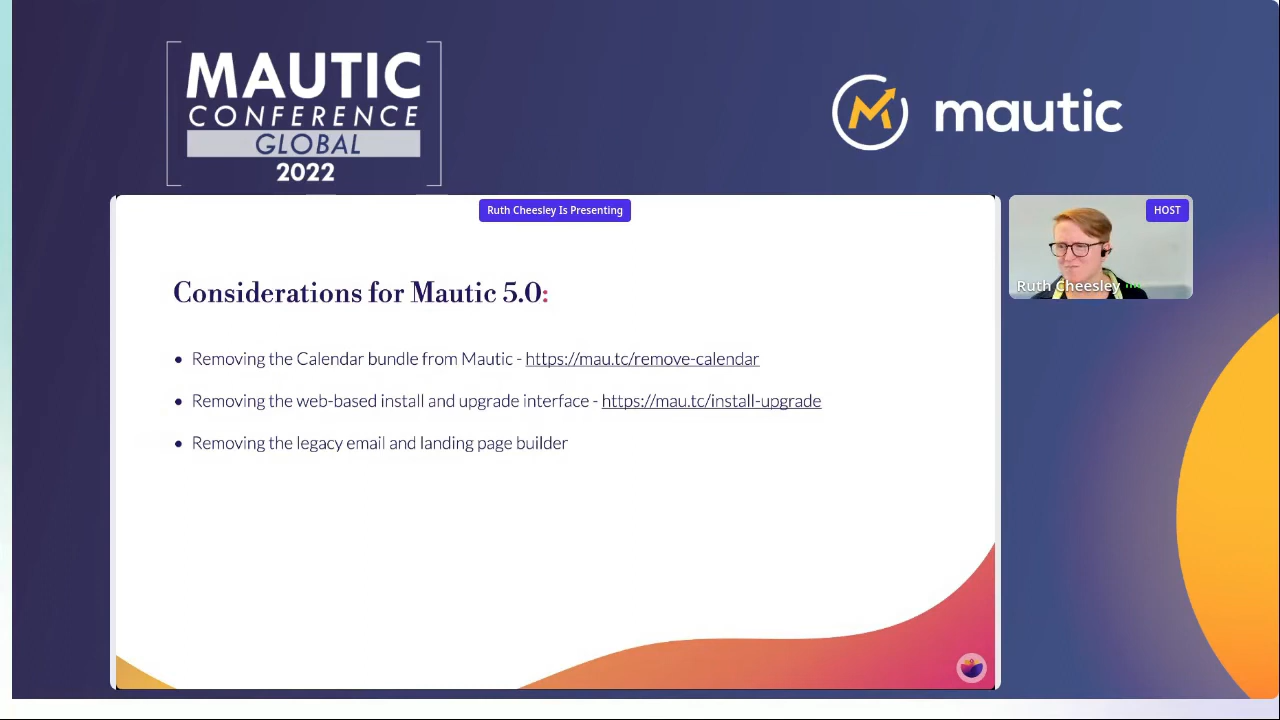 MAUTIC
CONFERENCE
GLOBAL
2022
mautic
Ruth Cheesley Is Presenting
HOST
Ruth Cheesley
Considerations for Mautic 5.0:
• Removing the Calendar bundle from Mautic - https://mau.tc/remove-calendar
• Removing the web-based install and upgrade interface - https://mau.tc/install-upgrade
• Removing the legacy email and landing page builder